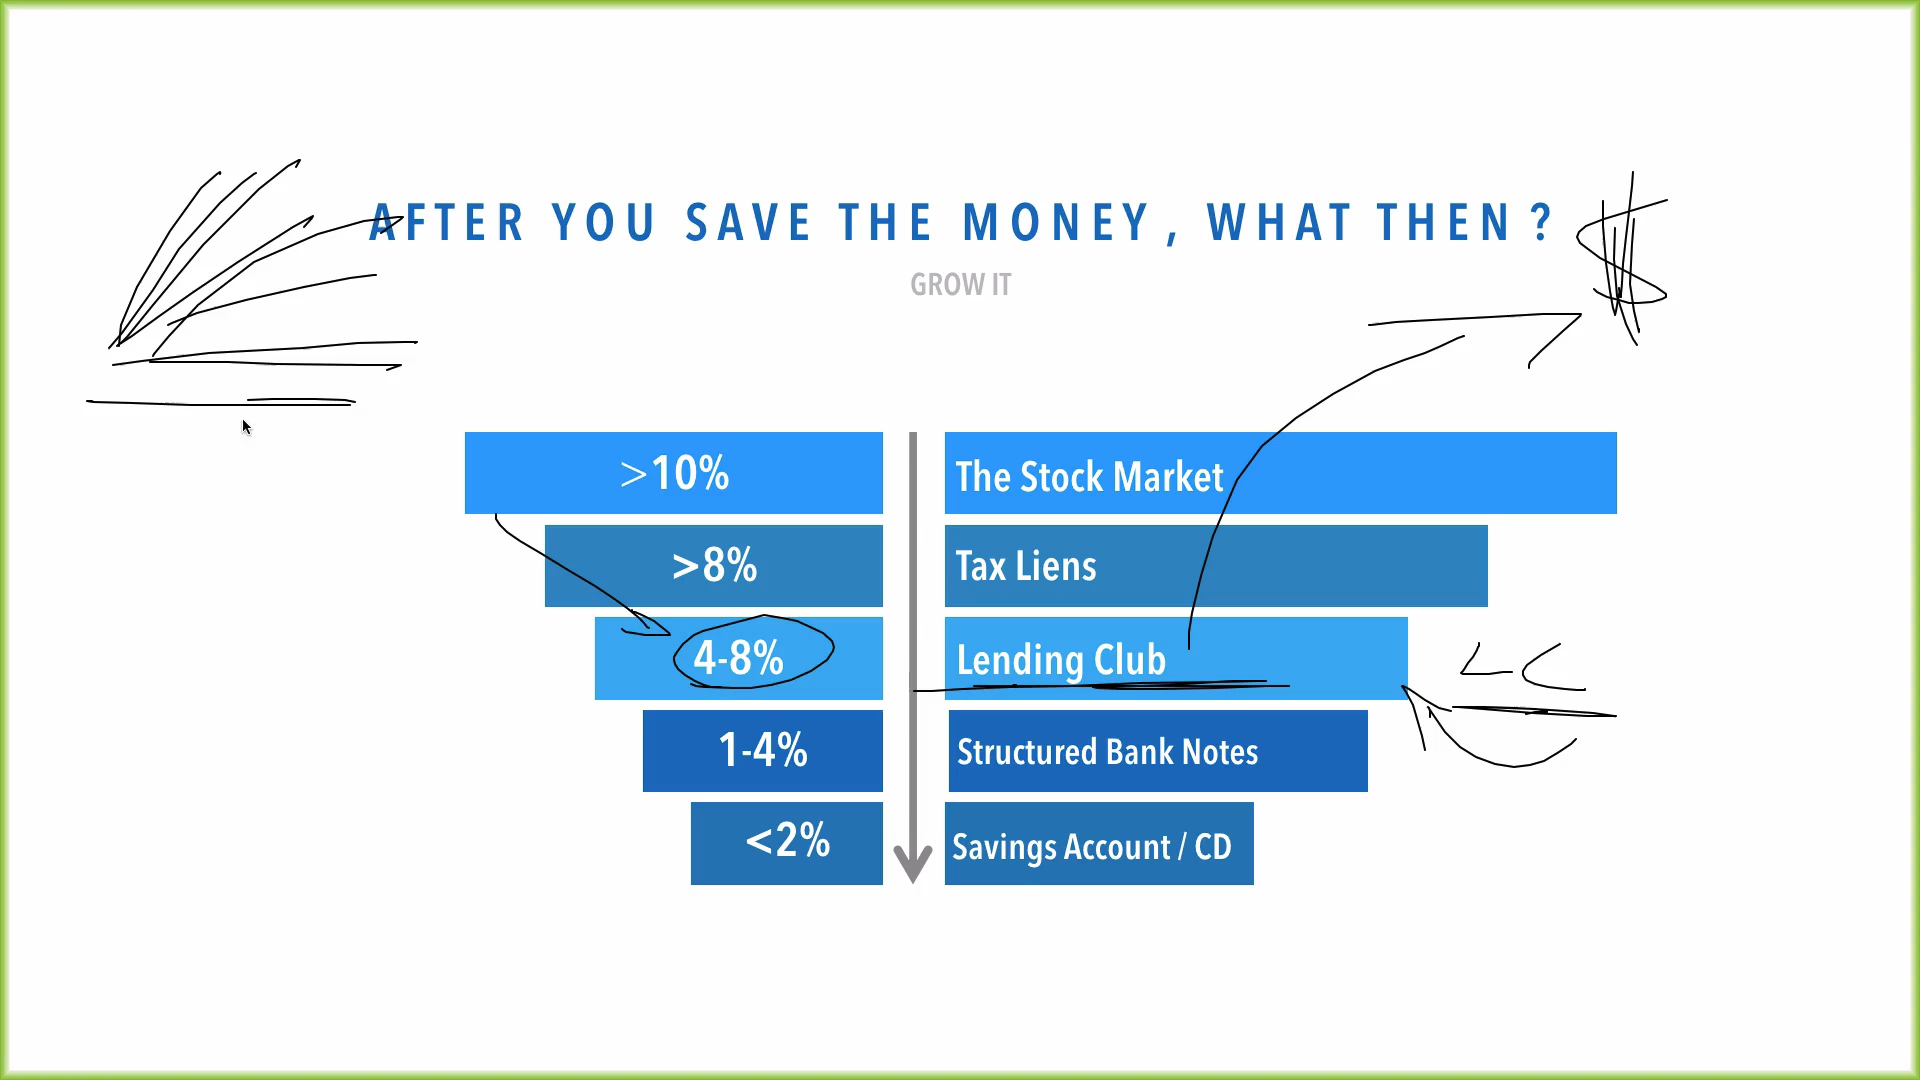 AFTER YOU SAVE THE MONEY, WHAT THEN?
$
GROW IT
>10% The Stock Market
>8% Tax Liens
4-8% Lending Club LC
1-4% Structured Bank Notes
<2% Savings Account / CD